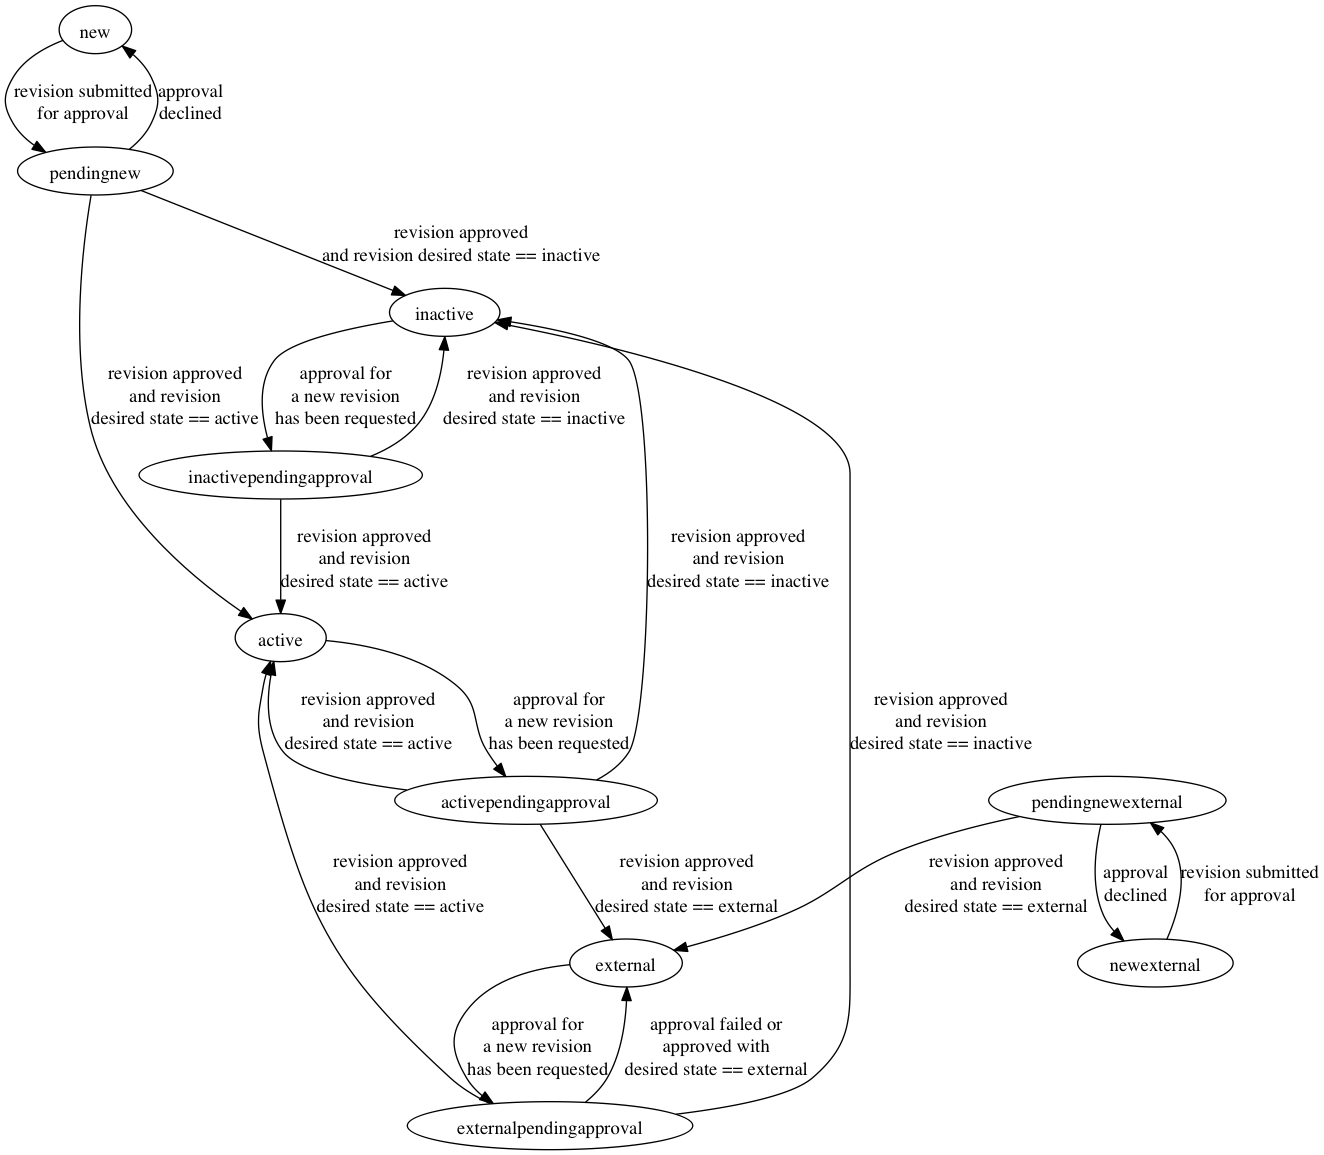 new
revision submitted
for approval
approval
declined
pendingnew
revision approved
and revision desired state == inactive
inactive
revision approved
and revision
desired state == active
approval for
a new revision
has been requested
revision approved
and revision
desired state == inactive
inactivependingapproval
revision approved
and revision
desired state == active
revision approved
and revision
desired state == inactive
active
revision approved
and revision
desired state == active
approval for
a new revision
has been requested
revision approved
and revision
desired state == inactive
activependingapproval
pendingnewexternal
revision approved
and revision
desired state == active
revision approved
and revision
desired state == external
revision approved
and revision
desired state == external
approval
declined
revision submitted
for approval
external
newexternal
approval for
a new revision
has been requested
approval failed or
approved with
desired state == external
externalpendingapproval